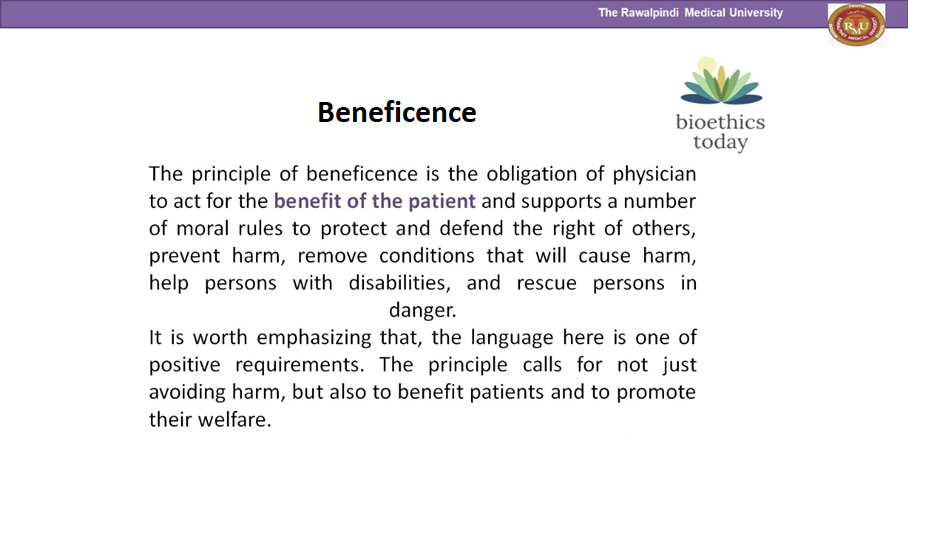 The Rawalpindi Medical University
RMU
Beneficence
bioethics
today
The principle of beneficence is the obligation of physician
to act for the benefit of the patient and supports a number
of moral rules to protect and defend the right of others,
prevent harm, remove conditions that will cause harm,
help persons with disabilities, and rescue persons in
danger.
It is worth emphasizing that, the language here is one of
positive requirements. The principle calls for not just
avoiding harm, but also to benefit patients and to promote
their welfare.